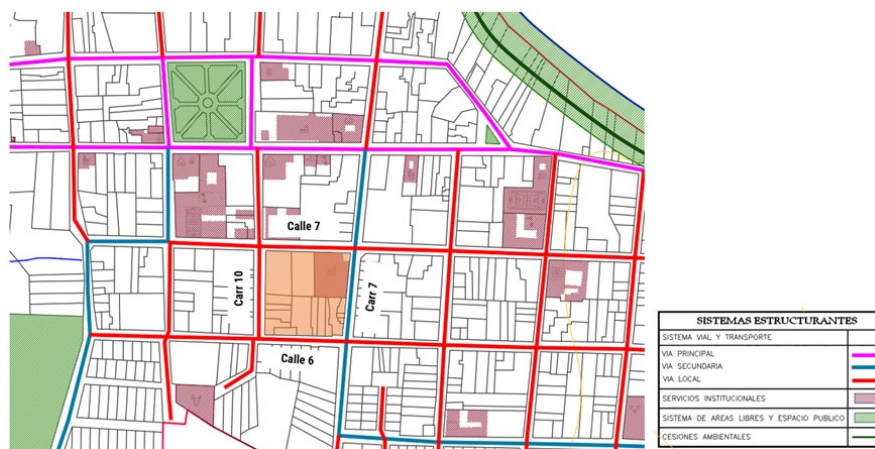 Calle 7
Carr 10
Carr 7
Calle 6
SISTEMAS ESTRUCTURANTES
SISTEMA VIAL Y TRANSPORTE
VIA PRINCIPAL
VIA SECUNDARIA
VIA LOCAL
SERVICIOS INSTITUCIONALES
SISTEMA DE AREAS LIBRES Y ESPACIO PUBLICO
CESIONES AMBIENTALES